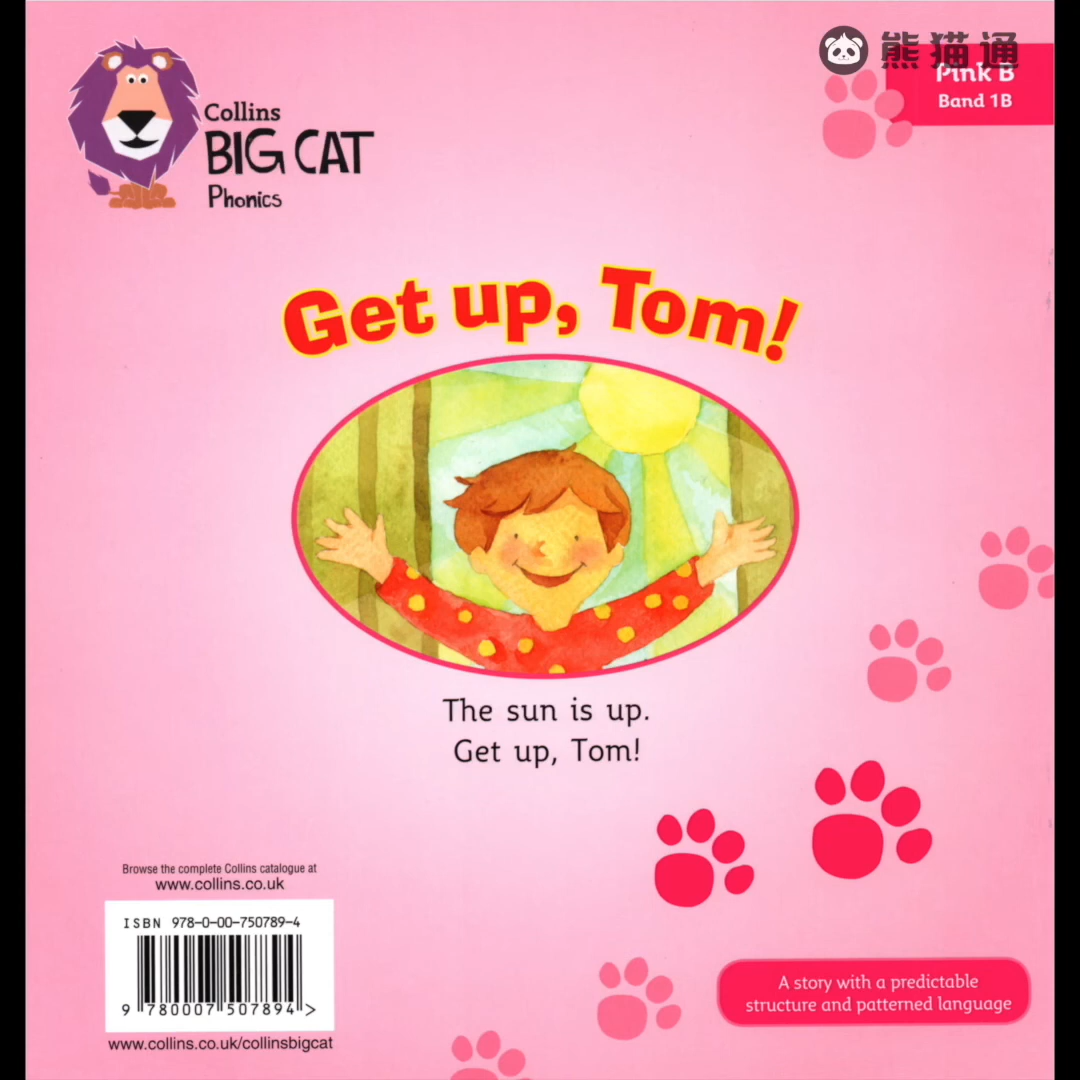 熊猫通
Collins
BIG CAT
Phonics
Pink B
Band 1B
Get up, Tom!
The sun is up.
Get up, Tom!
Browse the complete Collins catalogue at
www.collins.co.uk
ISBN 978-0-00-750789-4
9 780007 507894 >
www.collins.co.uk/collinsbigcat
A story with a predictable
structure and patterned language